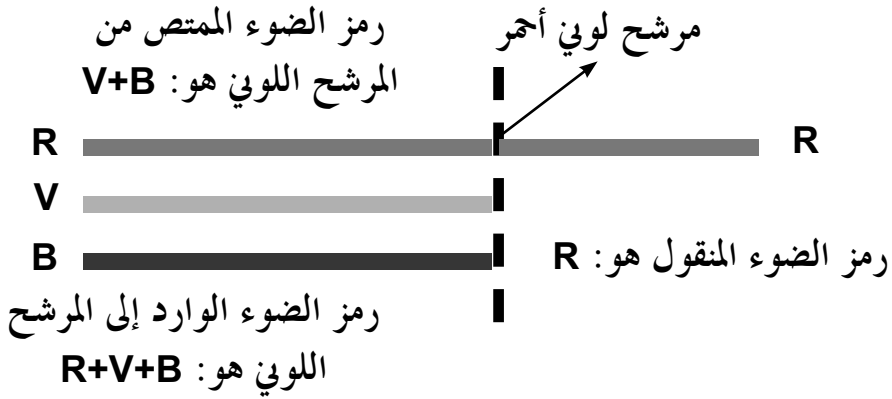 رمز الضوء الممتص من
المرشح اللوني هو: V+B
مرشح لوني أحمر
R
R
V
B
رمز الضوء المنقول هو: R
رمز الضوء الوارد إلى المرشح
اللوني هو: R+V+B